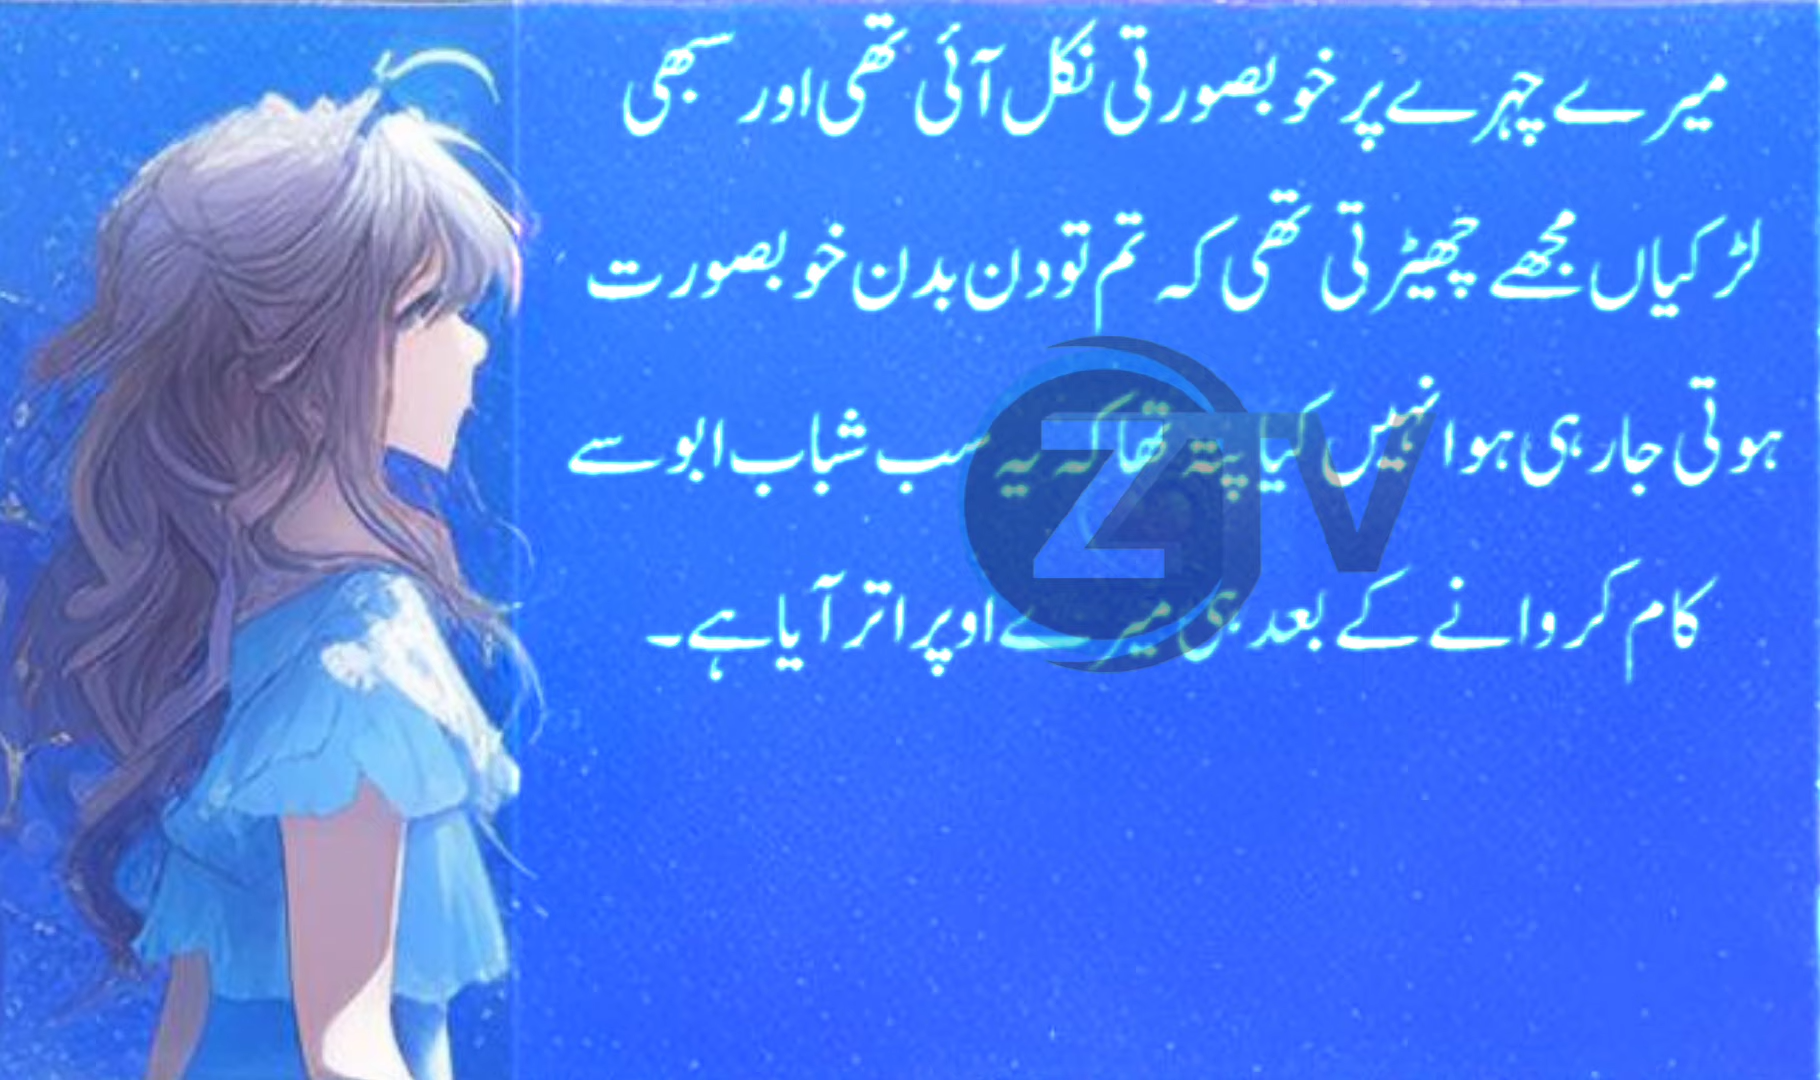 میرے چہرے پر خوبصورتی نکل آئی تھی اور سبھی
لڑکیاں مجھے چھیڑتی تھی کہ تم تو دن بدن خوبصورت
ہوتی جارہی ہو انہیں کیا پتہ تھا کہ یہ سب شباب ابو سے
کام کروانے کے بعد ہی میرے اوپر اتر آیا ہے۔
ZTV